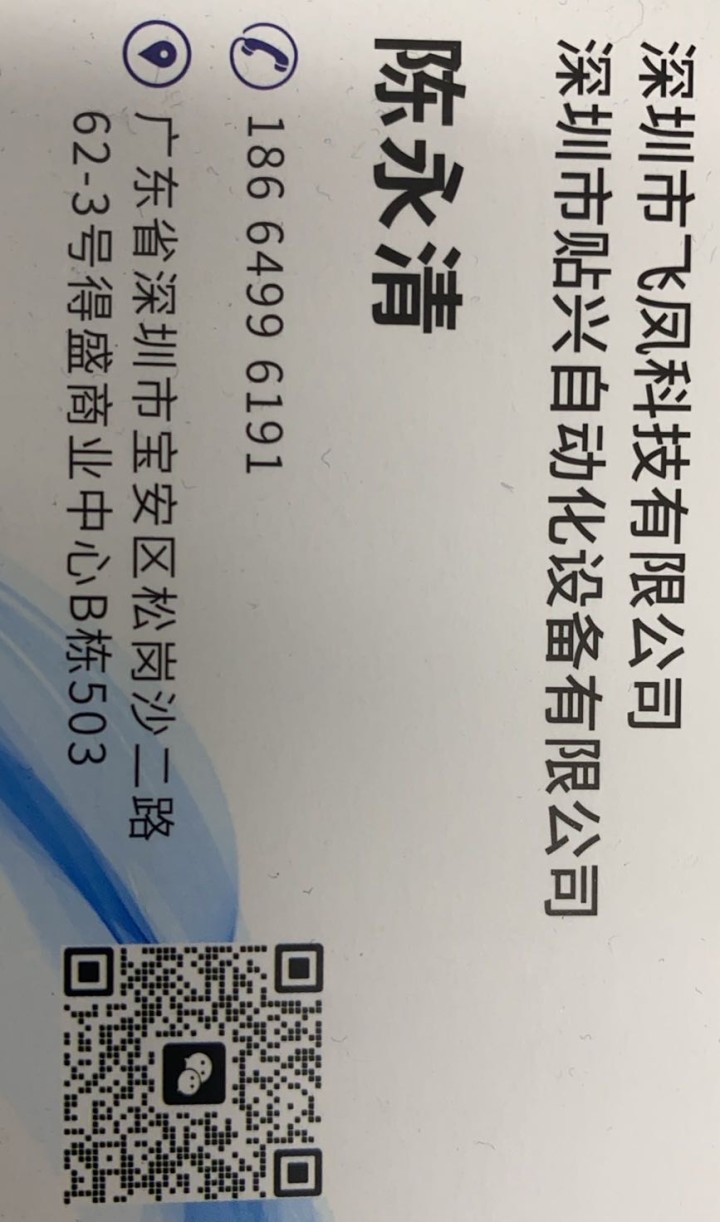 深圳市飞凤科技有限公司
深圳市贴兴自动化设备有限公司
陈永清
186 6499 6191
广东省深圳市宝安区松岗沙二路
62-3号得盛商业中心B栋503